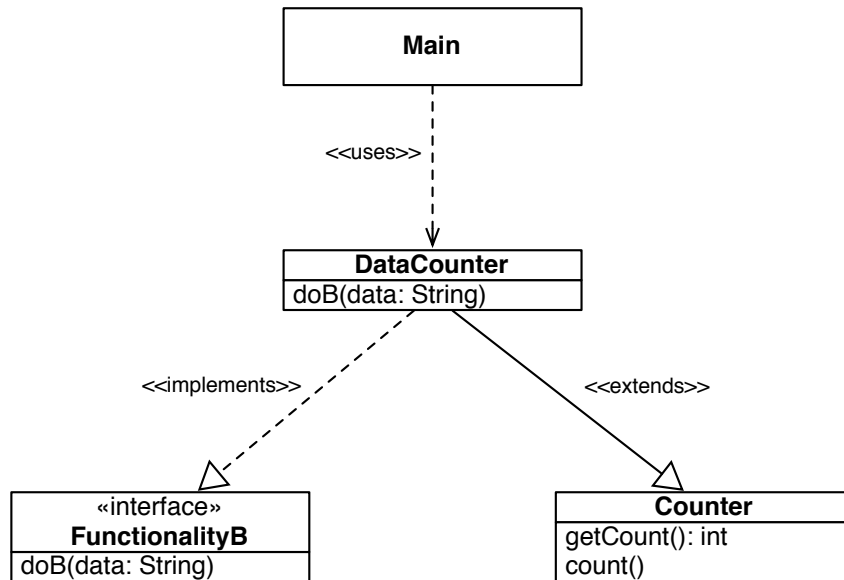 Main
<<uses>>
DataCounter
doB(data: String)
<<implements>>
<<extends>>
«interface»
FunctionalityB
doB(data: String)
Counter
getCount(): int
count()